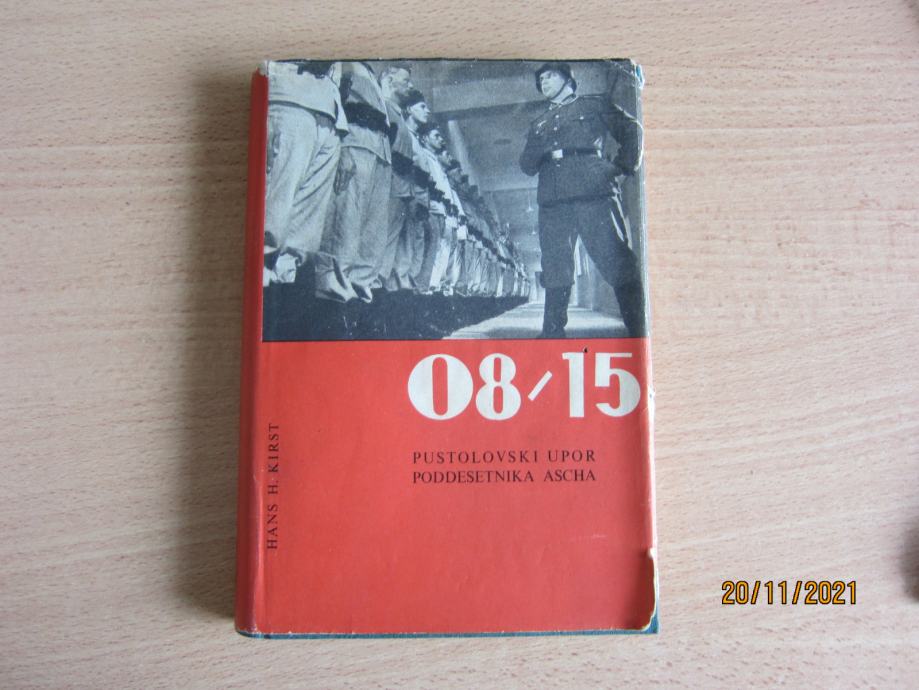 08/15
PUSTOLOVSKI UPOR
PODDESETNIKA ASCHA
HANS H. KIRST
20/11/2021